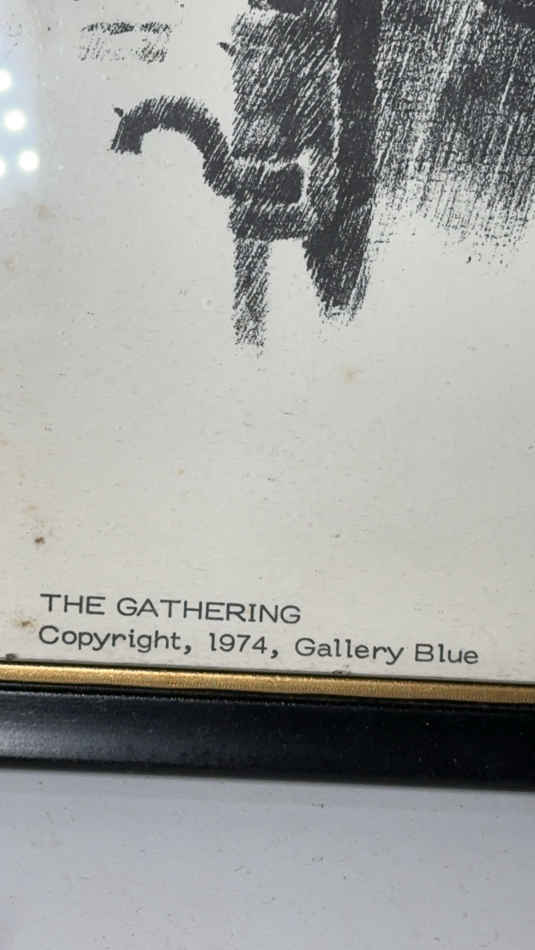 THE GATHERING
Copyright, 1974, Gallery Blue